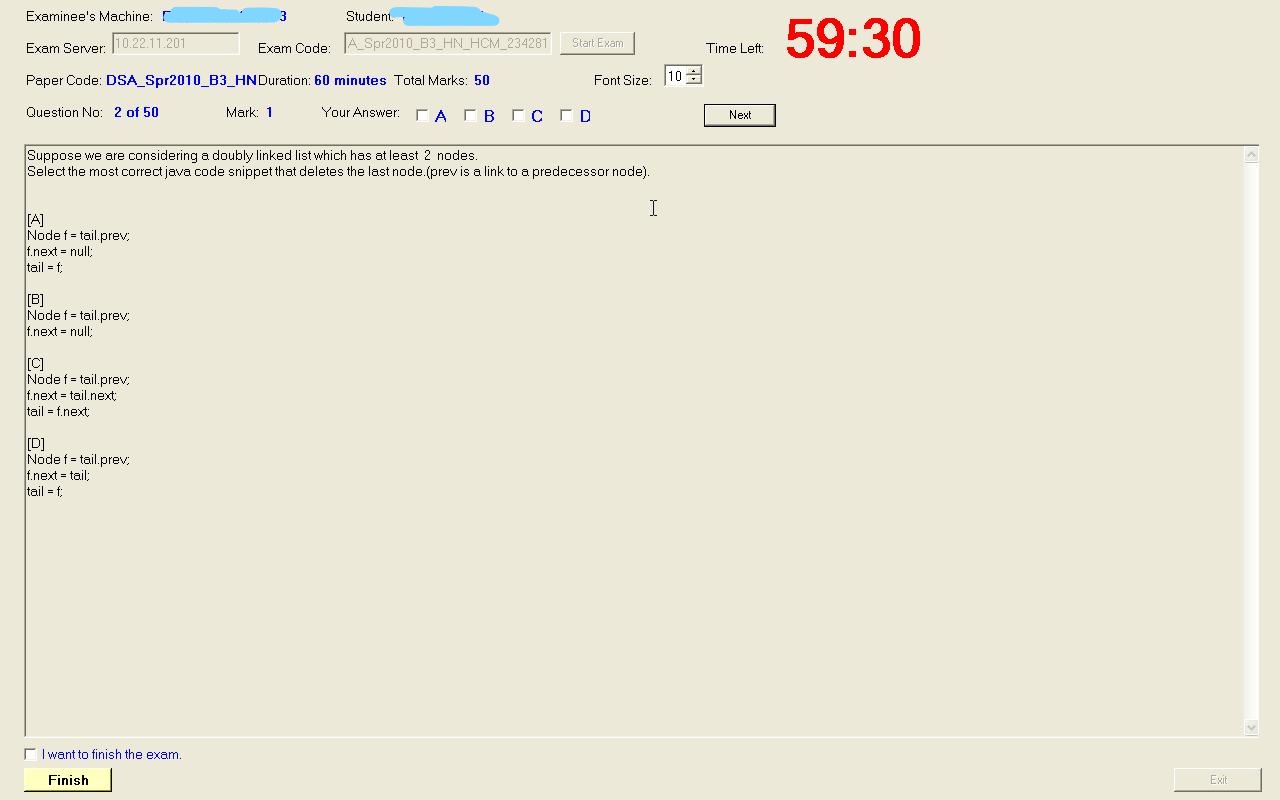 Examinee's Machine: 3 Student:
Exam Server: 10.22.11.201 Exam Code: A_Spr2010_B3_HN_HCM_234281 Start Exam Time Left: 59:30
Paper Code: DSA_Spr2010_B3_HN Duration: 60 minutes Total Marks: 50 Font Size: 10
Question No: 2 of 50 Mark: 1 Your Answer: A B C D Next
Suppose we are considering a doubly linked list which has at least 2 nodes.
Select the most correct java code snippet that deletes the last node.(prev is a link to a predecessor node).
[A]
Node f = tail.prev;
f.next = null;
tail = f;
[B]
Node f = tail.prev;
f.next = null;
[C]
Node f = tail.prev;
f.next = tail.next;
tail = f.next;
[D]
Node f = tail.prev;
f.next = tail;
tail = f;
I want to finish the exam.
Finish Exit